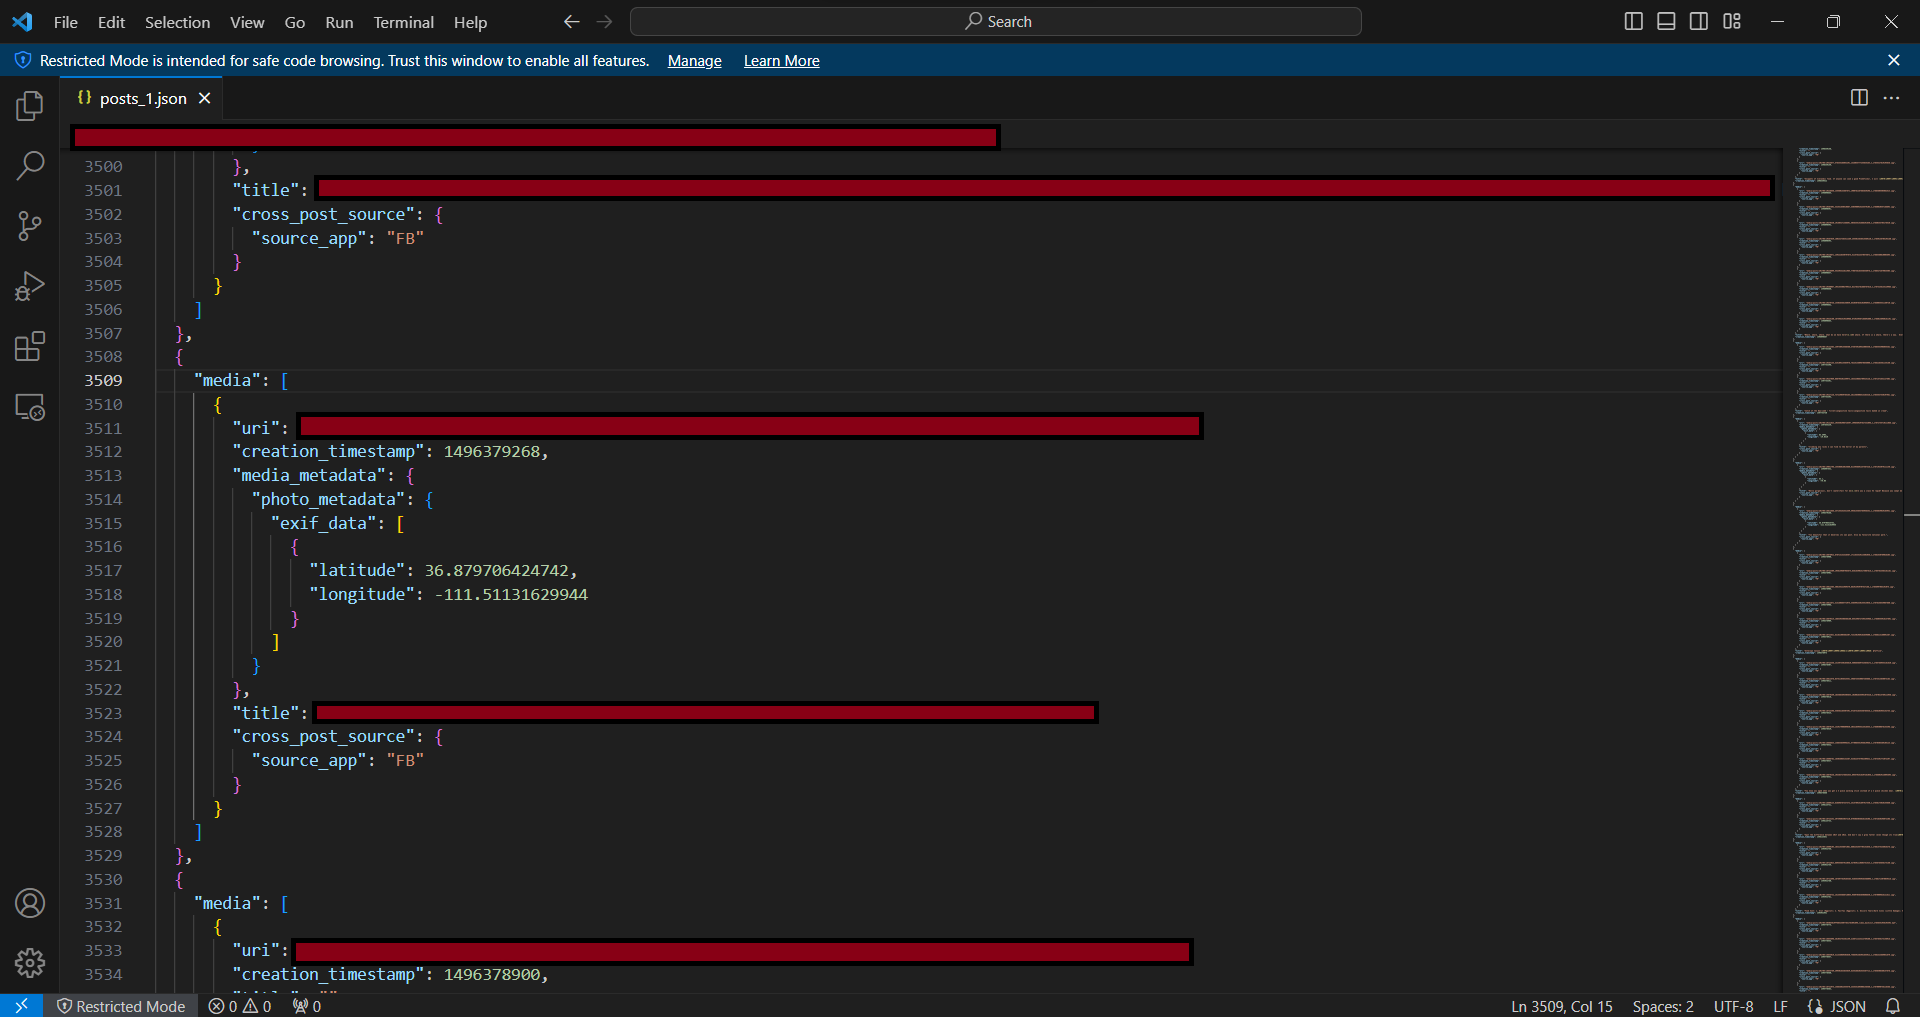 File Edit Selection View Go Run Terminal Help
Search
Restricted Mode is intended for safe code browsing. Trust this window to enable all features. Manage Learn More
{} posts_1.json
3500 },
3501 "title":
3502 "cross_post_source": {
3503 "source_app": "FB"
3504 }
3505 }
3506 ]
3507 },
3508 {
3509 "media": [
3510 {
3511 "uri":
3512 "creation_timestamp": 1496379268,
3513 "media_metadata": {
3514 "photo_metadata": {
3515 "exif_data": [
3516 {
3517 "latitude": 36.879706424742,
3518 "longitude": -111.51131629944
3519 }
3520 ]
3521 }
3522 },
3523 "title":
3524 "cross_post_source": {
3525 "source_app": "FB"
3526 }
3527 }
3528 ]
3529 },
3530 {
3531 "media": [
3532 {
3533 "uri":
3534 "creation_timestamp": 1496378900,
Restricted Mode 0 0 0 Ln 3509, Col 15 Spaces: 2 UTF-8 LF {} JSON